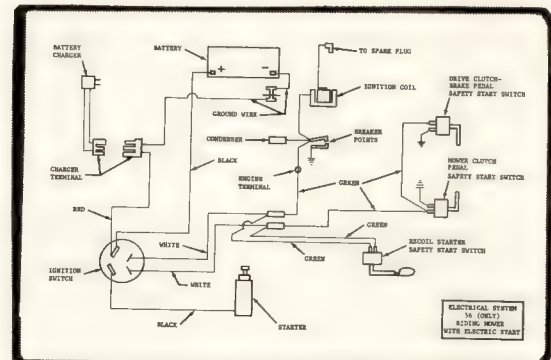 BATTERY
CHARGER
BATTERY
+
-
TO SPARK PLUG
IGNITION COIL
DRIVE CLUTCH-
BRAKE PEDAL
SAFETY START SWITCH
GROUND WIRE
CONDENSER
BREAKER
POINTS
CHARGER
TERMINAL
BLACK
ENGINE
TERMINAL
GREEN
MOWER CLUTCH
PEDAL
SAFETY START SWITCH
RED
WHITE
GREEN
GREEN
RECOIL STARTER
SAFETY START SWITCH
IGNITION
SWITCH
WHITE
BLACK
STARTER
ELECTRICAL SYSTEM
56 (ONLY)
RIDING MOWER
WITH ELECTRIC START